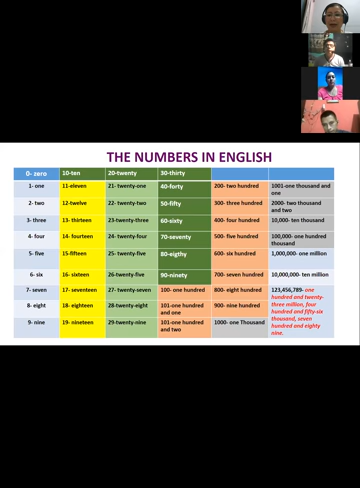 THE NUMBERS IN ENGLISH
0- zero 10-ten 20-twenty 30-thirty
1- one 11-eleven 21- twenty-one 40-forty 200- two hundred 1001-one thousand and one
2- two 12-twelve 22- twenty-two 50-fifty 300- three hundred 2000- two thousand and two
3- three 13- thirteen 23-twenty-three 60-sixty 400- four hundred 10,000- ten thousand
4- four 14- fourteen 24- twenty-four 70-seventy 500- five hundred 100,000- one hundred thousand
5- five 15-fifteen 25- twenty-five 80-eigthy 600- six hundred 1,000,000- one million
6- six 16- sixteen 26-twenty-five 90-ninety 700- seven hundred 10,000,000- ten million
7- seven 17- seventeen 27- twenty-seven 100- one hundred 800- eight hundred 123,456,789- one hundred and twenty-three million, four hundred and fifty-six thousand, seven hundred and eighty nine.
8- eight 18- eighteen 28-twenty-eight 101-one hundred and one 900- nine hundred
9- nine 19- nineteen 29-twenty-nine 101-one hundred and two 1000- one Thousand